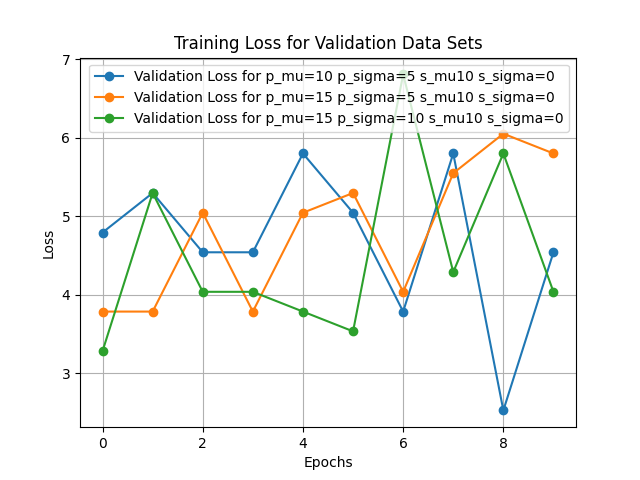 Training Loss for Validation Data Sets
7
6
5
4
3
Loss
Validation Loss for p_mu=10 p_sigma=5 s_mu10 s_sigma=0
Validation Loss for p_mu=15 p_sigma=5 s_mu10 s_sigma=0
Validation Loss for p_mu=15 p_sigma=10 s_mu10 s_sigma=0
0 2 4 6 8
Epochs